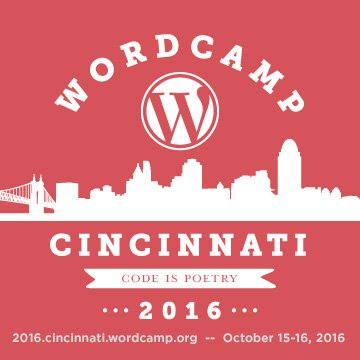 WORDCAMP
W
CINCINNATI
CODE IS POETRY
··· 2016 ···
2016.cincinnati.wordcamp.org -- October 15-16, 2016